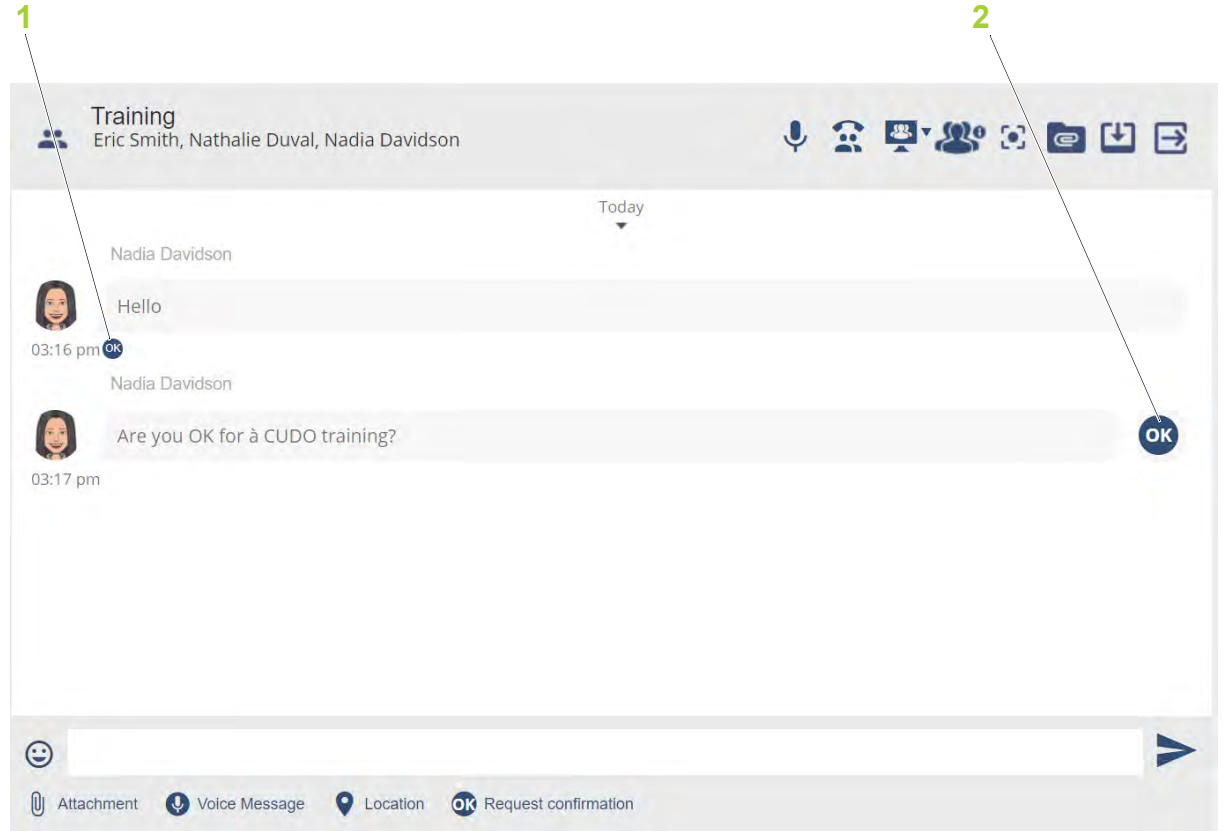 1
2
Training
Eric Smith, Nathalie Duval, Nadia Davidson
Today
Nadia Davidson
Hello
03:16 pm OK
Nadia Davidson
Are you OK for à CUDO training?
OK
03:17 pm
Attachment
Voice Message
Location
OK Request confirmation